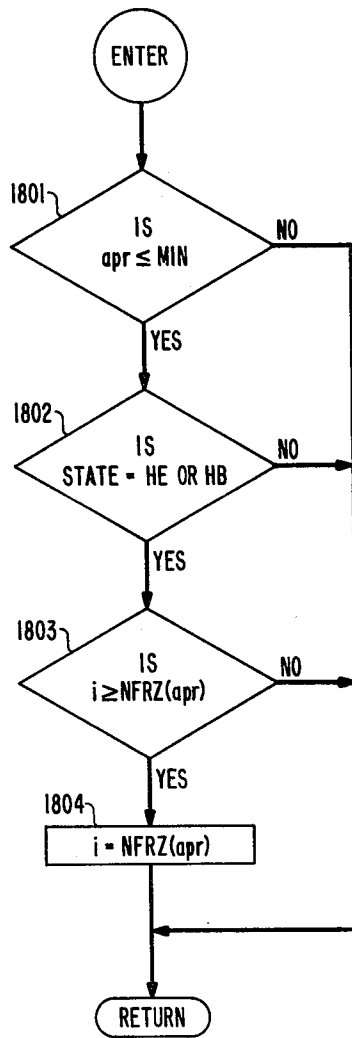 ENTER
1801
IS
apr ≤ MIN
NO
YES
1802
IS
STATE = HE OR HB
NO
YES
1803
IS
i ≥ NFRZ(apr)
NO
YES
1804
i = NFRZ(apr)
RETURN